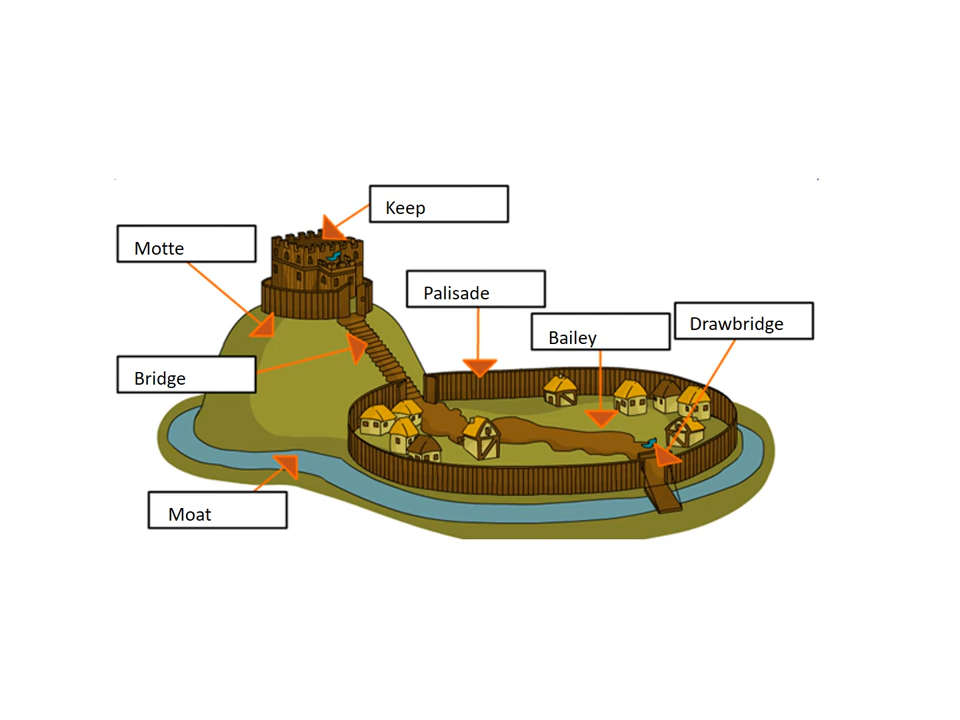 Keep
Motte
Palisade
Bailey
Drawbridge
Bridge
Moat